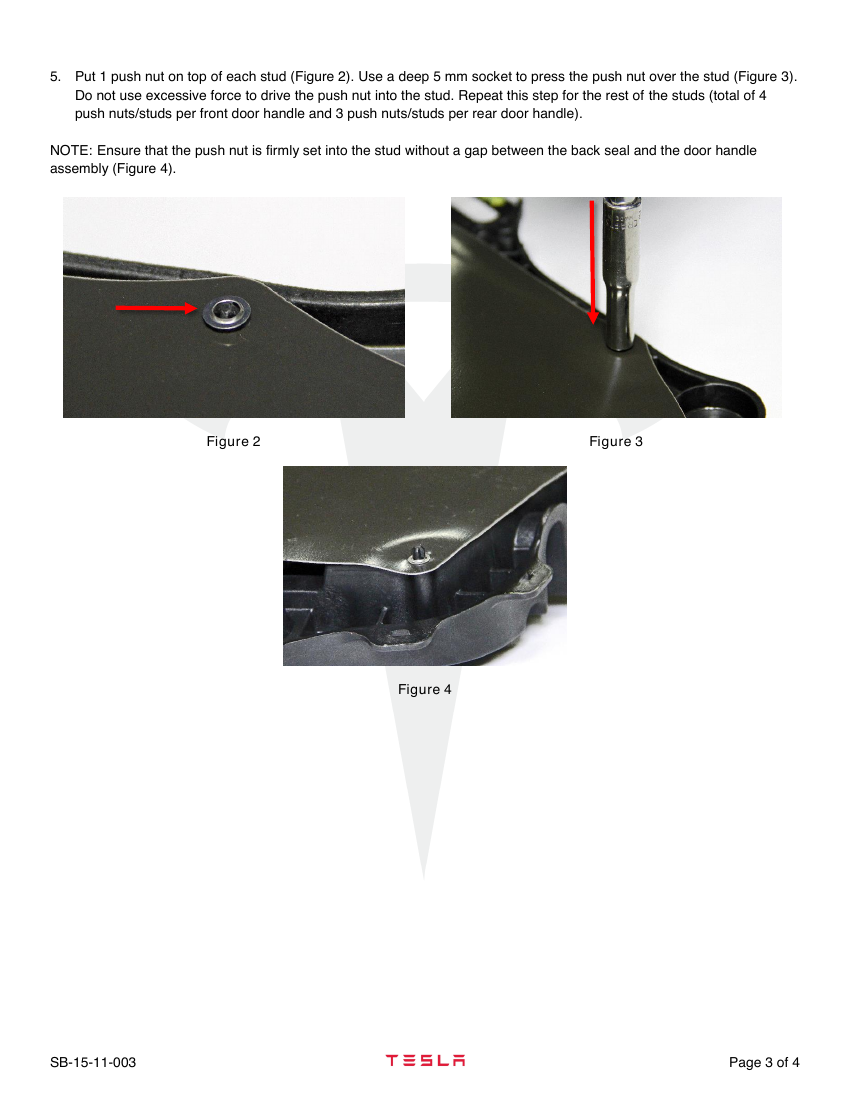 5. Put 1 push nut on top of each stud (Figure 2). Use a deep 5 mm socket to press the push nut over the stud (Figure 3).
Do not use excessive force to drive the push nut into the stud. Repeat this step for the rest of the studs (total of 4
push nuts/studs per front door handle and 3 push nuts/studs per rear door handle).
NOTE: Ensure that the push nut is firmly set into the stud without a gap between the back seal and the door handle
assembly (Figure 4).
Figure 2
Figure 3
Figure 4
SB-15-11-003
TESLA
Page 3 of 4